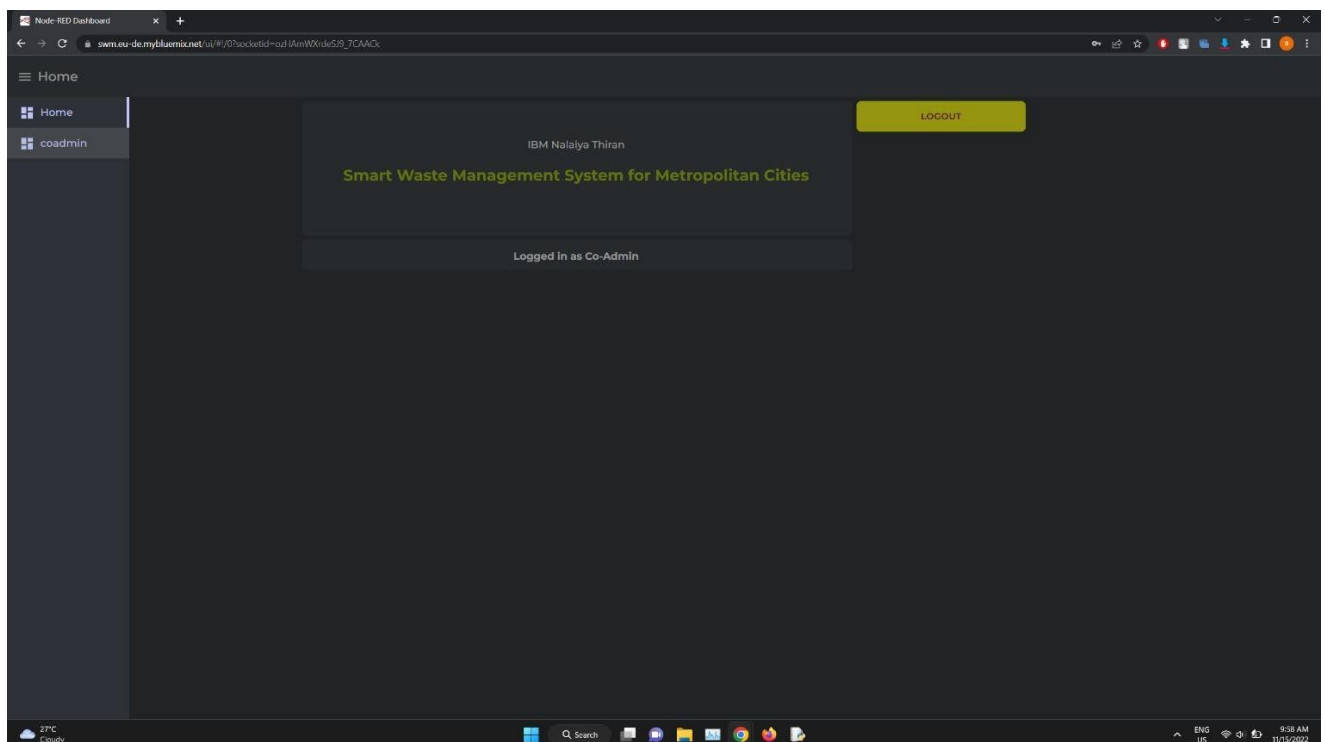 Node-RED Dashboard
swm.eu-de.mybluemix.net/ui/#!/0?socketid=
Home
Home
coadmin
LOGOUT
IBM Nalaiya Thiran
Smart Waste Management System for Metropolitan Cities
Logged in as Co-Admin
27°C
Cloudy
Search
ENG
US
9:58 AM
11/15/2022